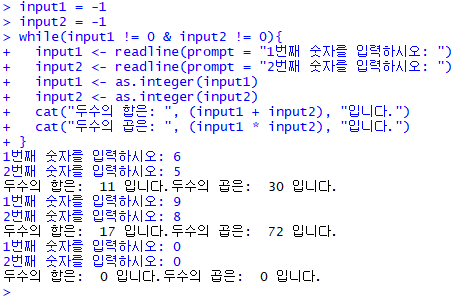 > input1 = -1
> input2 = -1
> while(input1 != 0 & input2 != 0){
+   input1 <- readline(prompt = "1번째 숫자를 입력하시오: ")
+   input2 <- readline(prompt = "2번째 숫자를 입력하시오: ")
+   input1 <- as.integer(input1)
+   input2 <- as.integer(input2)
+   cat("두수의 합은: ", (input1 + input2), "입니다.")
+   cat("두수의 곱은: ", (input1 * input2), "입니다.")
+ }
1번째 숫자를 입력하시오: 6
2번째 숫자를 입력하시오: 5
두수의 합은:  11 입니다.두수의 곱은:  30 입니다.
1번째 숫자를 입력하시오: 9
2번째 숫자를 입력하시오: 8
두수의 합은:  17 입니다.두수의 곱은:  72 입니다.
1번째 숫자를 입력하시오: 0
2번째 숫자를 입력하시오: 0
두수의 합은:  0 입니다.두수의 곱은:  0 입니다.
>